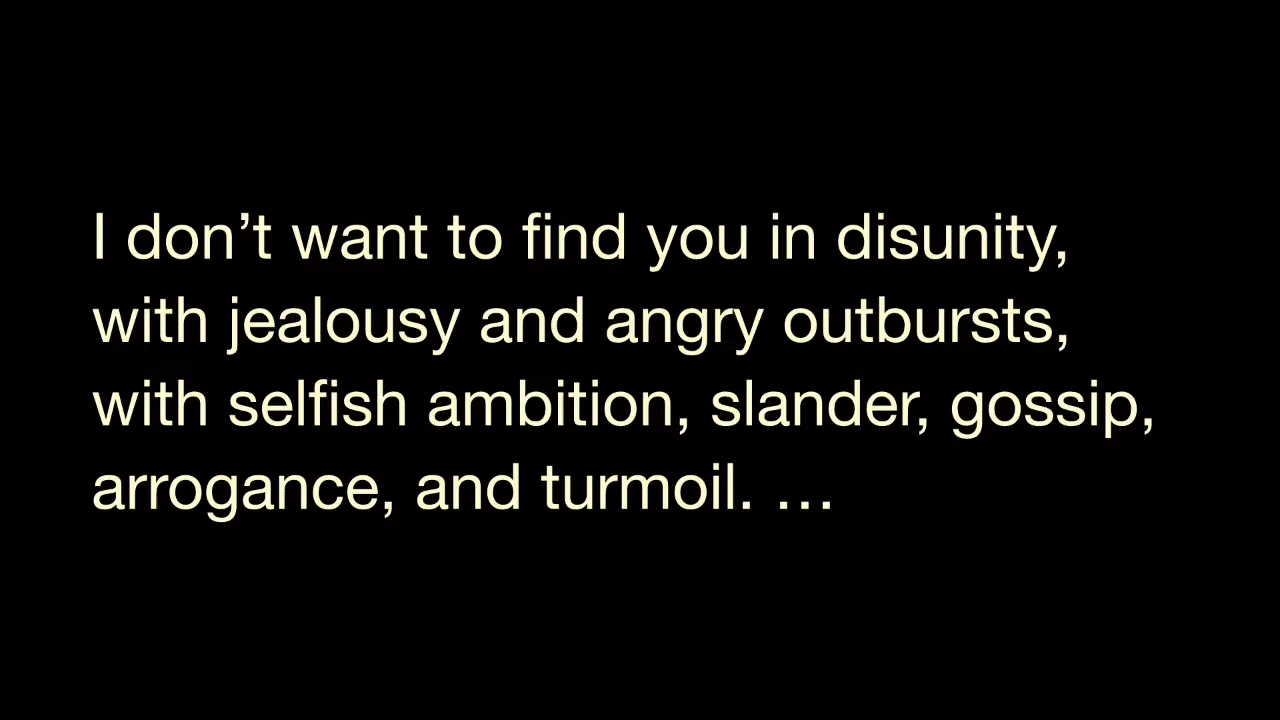 I don’t want to find you in disunity,
with jealousy and angry outbursts,
with selfish ambition, slander, gossip,
arrogance, and turmoil. …